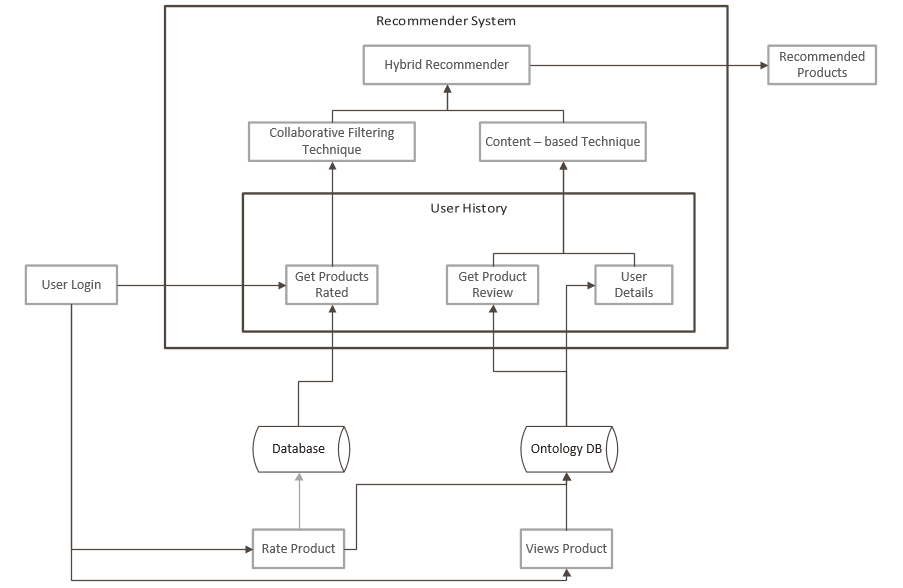 Recommender System
Hybrid Recommender
Recommended
Products
Collaborative Filtering
Technique
Content – based Technique
User History
User Login
Get Products
Rated
Get Product
Review
User
Details
Database
Ontology DB
Rate Product
Views Product